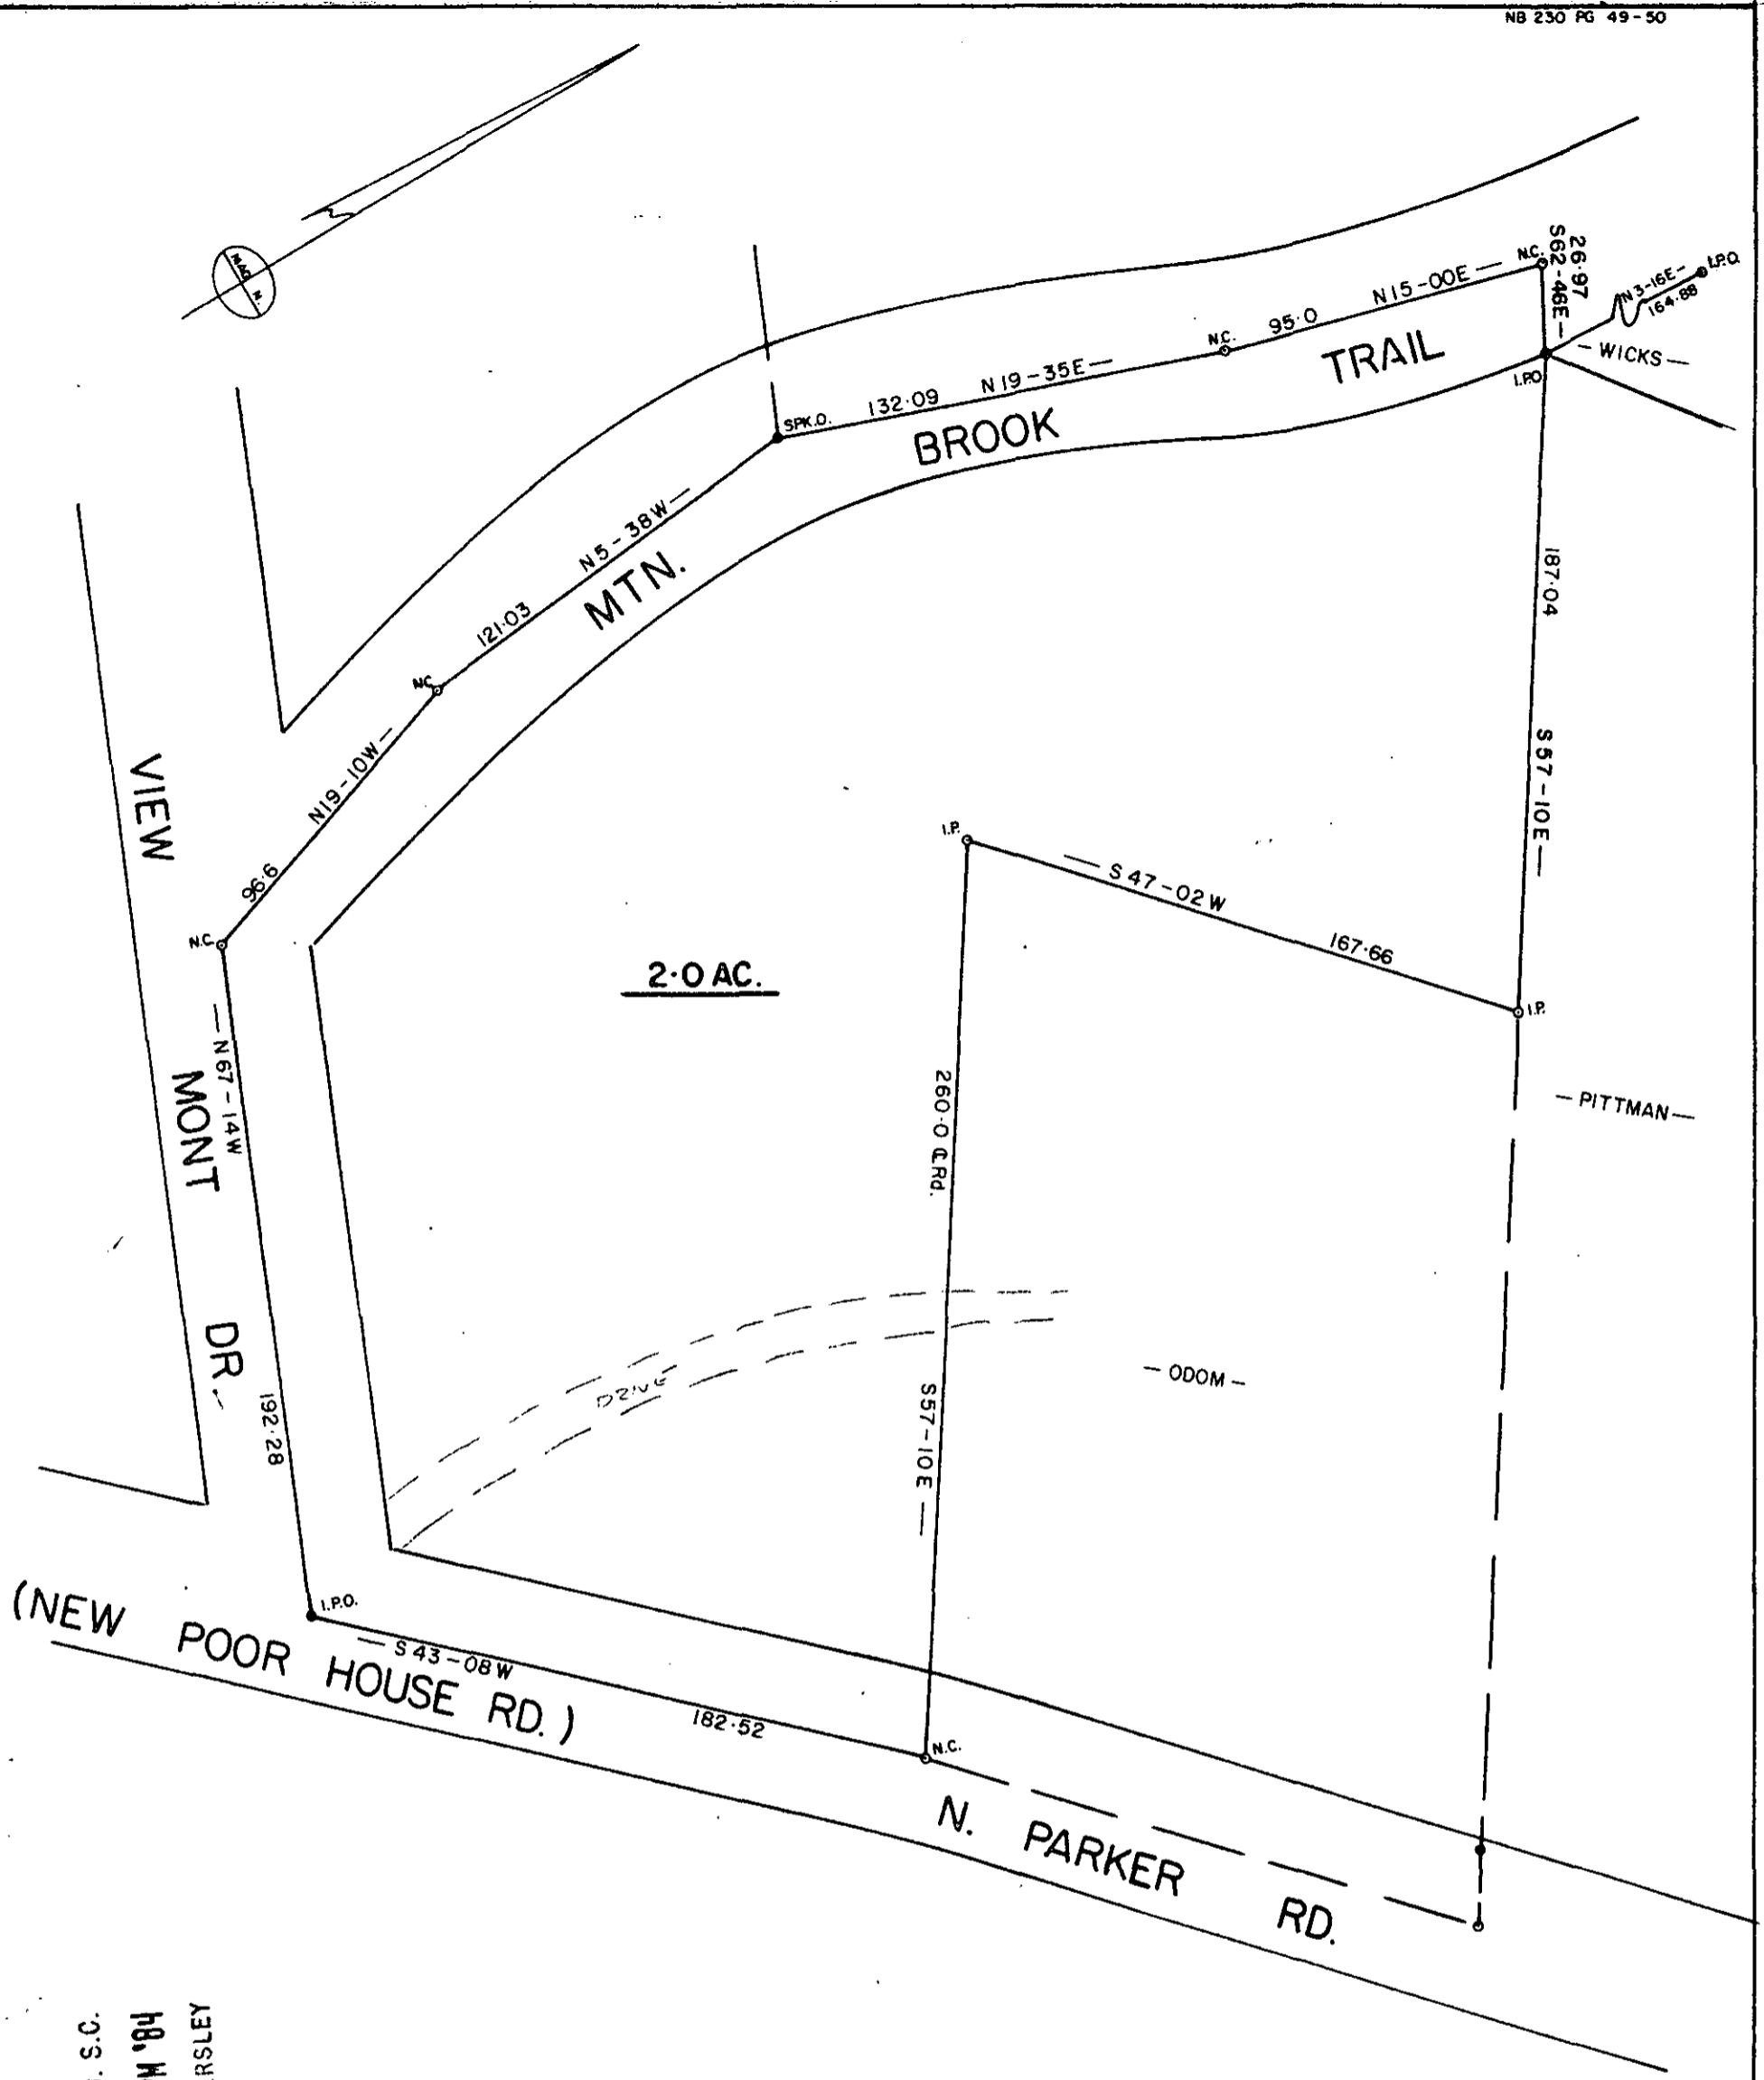 NB 230 PG 49-50
MAG N.
N.C.
26.97
S62-46E
N3-16E
164.88
I.P.O.
WICKS
I.P.O.
N15-00E
95.0
N.C.
TRAIL
N19-35E
132.09
SPK.O.
BROOK
N5-38W
121.03
MTN.
N.C.
N19-10W
96.6
N.C.
VIEW MONT DR.
N67-14W
192.28
187.04
S57-10E
I.P.
S47-02W
167.66
I.P.
2.0 AC.
PITTMAN
260.0 ℄ Rd.
S57-10E
DRIVE
- ODOM -
I.P.O.
S43-08W
182.52
N.C.
(NEW POOR HOUSE RD.)
N. PARKER RD.
. S.C.
M '84
RSLEY